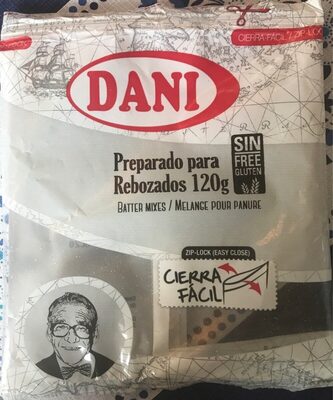 CIERRA FÁCIL / ZIP-LOCK
DANI
Preparado para
Rebozados 120g
SIN
FREE
GLUTEN
BATTER MIXES / MELANCE POUR PANURE
ZIP-LOCK (EASY CLOSE)
CIERRA
FÁCIL